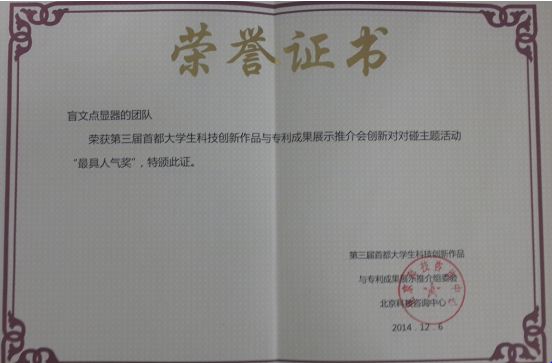 荣誉证书
盲文点显器的团队
荣获第三届首都大学生科技创新作品与专利成果展示推介会创新对对碰主题活动
“最具人气奖”，特颁此证。
第三届首都大学生科技创新作品
与专利成果展示推介组委会
北京科技咨询中心
2014 . 12 . 6